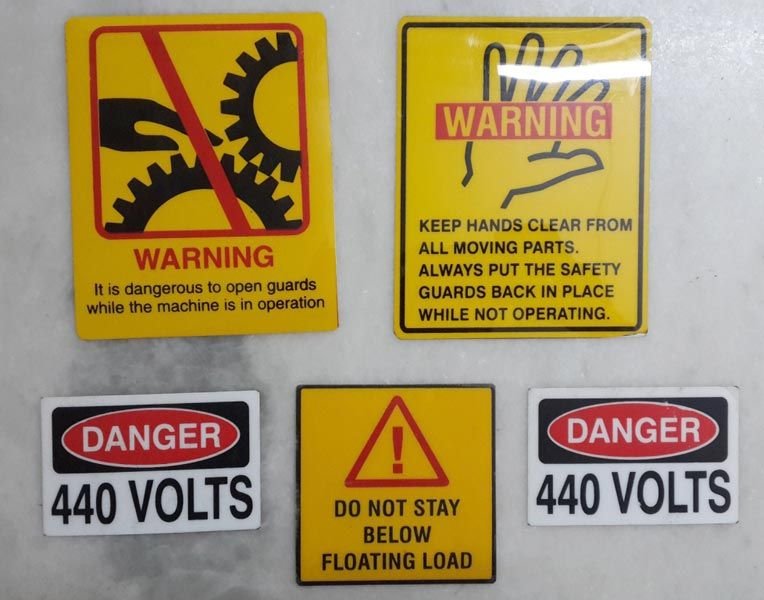 WARNING
It is dangerous to open guards
while the machine is in operation
WARNING
KEEP HANDS CLEAR FROM
ALL MOVING PARTS.
ALWAYS PUT THE SAFETY
GUARDS BACK IN PLACE
WHILE NOT OPERATING.
DANGER
440 VOLTS
!
DO NOT STAY
BELOW
FLOATING LOAD
DANGER
440 VOLTS